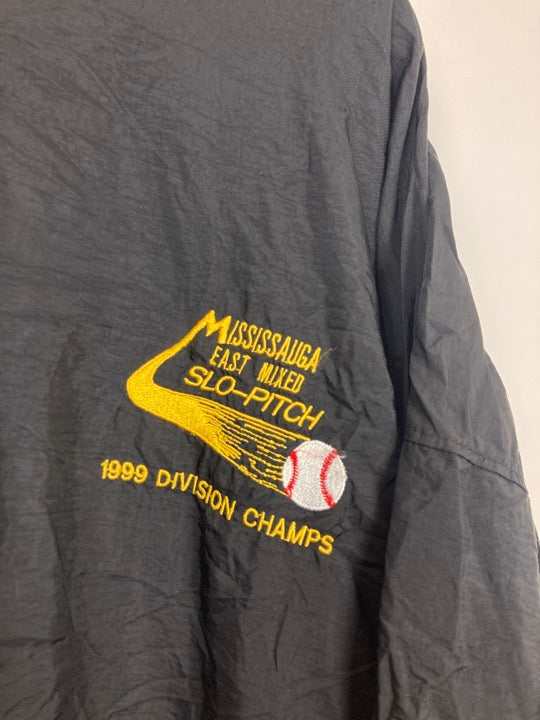 MISSISSAUGA
EAST MIXED
SLO-PITCH
1999 DIVISION CHAMPS